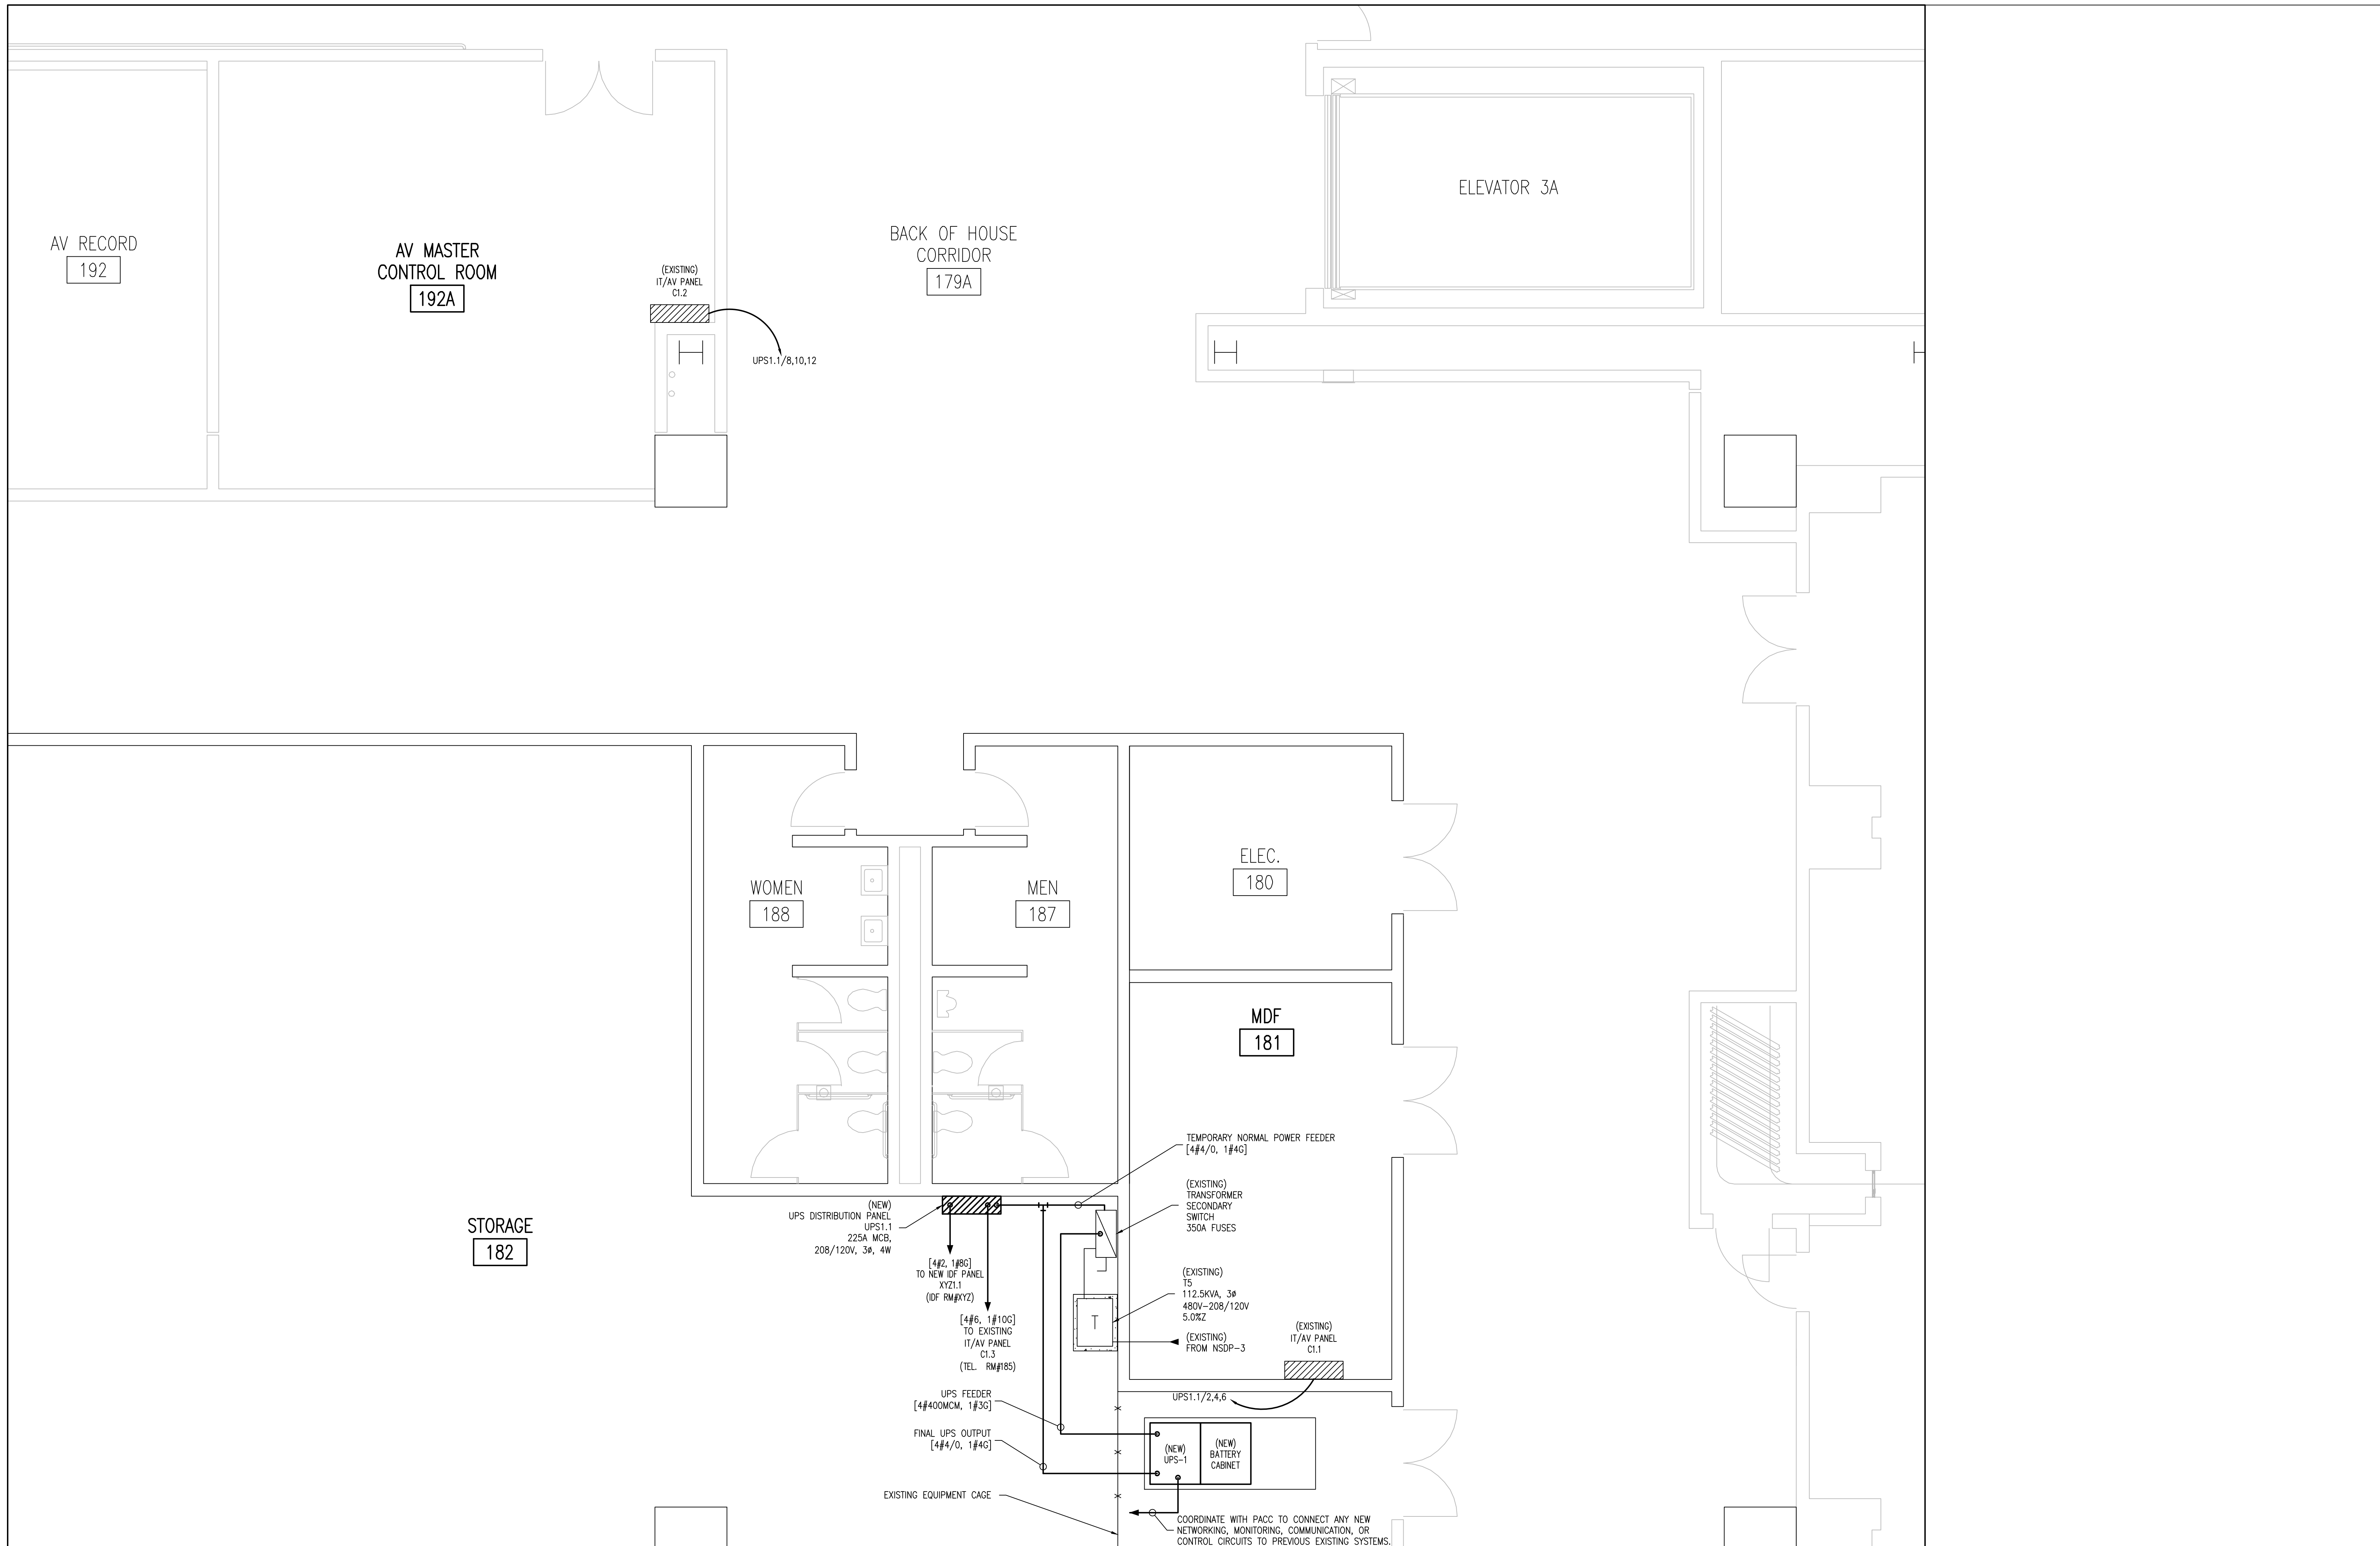 AV RECORD
192
AV MASTER
CONTROL ROOM
192A
(EXISTING)
IT/AV PANEL
C1.2
UPS1.1/8,10,12
BACK OF HOUSE
CORRIDOR
179A
ELEVATOR 3A
WOMEN
188
MEN
187
ELEC.
180
MDF
181
STORAGE
182
TEMPORARY NORMAL POWER FEEDER
[4#4/0, 1#4G]
(EXISTING)
TRANSFORMER
SECONDARY
SWITCH
350A FUSES
(NEW)
UPS DISTRIBUTION PANEL
UPS1.1
225A MCB,
208/120V, 3ø, 4W
[4#2, 1#8G]
TO NEW IDF PANEL
XYZ1.1
(IDF RM#XYZ)
[4#6, 1#10G]
TO EXISTING
IT/AV PANEL
C1.3
(TEL. RM#185)
(EXISTING)
T5
112.5KVA, 3ø
480V-208/120V
5.0%Z
T
(EXISTING)
FROM NSDP-3
(EXISTING)
IT/AV PANEL
C1.1
UPS1.1/2,4,6
UPS FEEDER
[4#400MCM, 1#3G]
FINAL UPS OUTPUT
[4#4/0, 1#4G]
(NEW)
UPS-1
(NEW)
BATTERY
CABINET
EXISTING EQUIPMENT CAGE
COORDINATE WITH PACC TO CONNECT ANY NEW
NETWORKING, MONITORING, COMMUNICATION, OR
CONTROL CIRCUITS TO PREVIOUS EXISTING SYSTEMS.